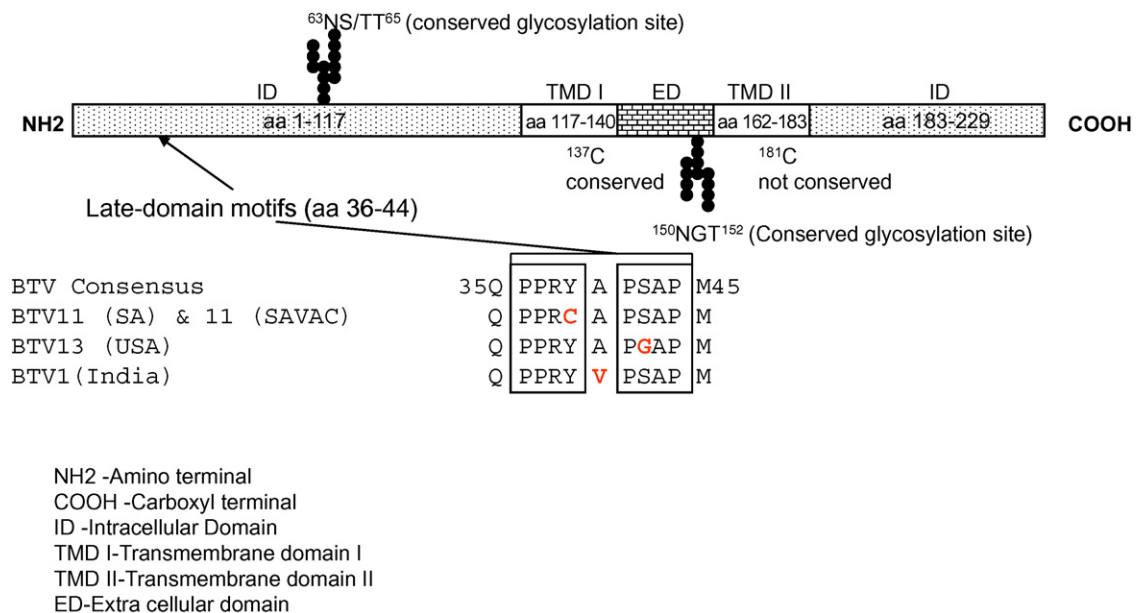 ⁶³NS/TT⁶⁵ (conserved glycosylation site)
ID TMD I ED TMD II ID
NH2 aa 1-117 aa 117-140 aa 162-183 aa 183-229 COOH
¹³⁷C conserved
¹⁸¹C not conserved
Late-domain motifs (aa 36-44)
¹⁵⁰NGT¹⁵² (Conserved glycosylation site)
BTV Consensus 35Q PPRY A PSAP M45
BTV11 (SA) & 11 (SAVAC) Q PPRC A PSAP M
BTV13 (USA) Q PPRY A PGAP M
BTV1(India) Q PPRY V PSAP M
NH2 -Amino terminal
COOH -Carboxyl terminal
ID -Intracellular Domain
TMD I-Transmembrane domain I
TMD II-Transmembrane domain II
ED-Extra cellular domain